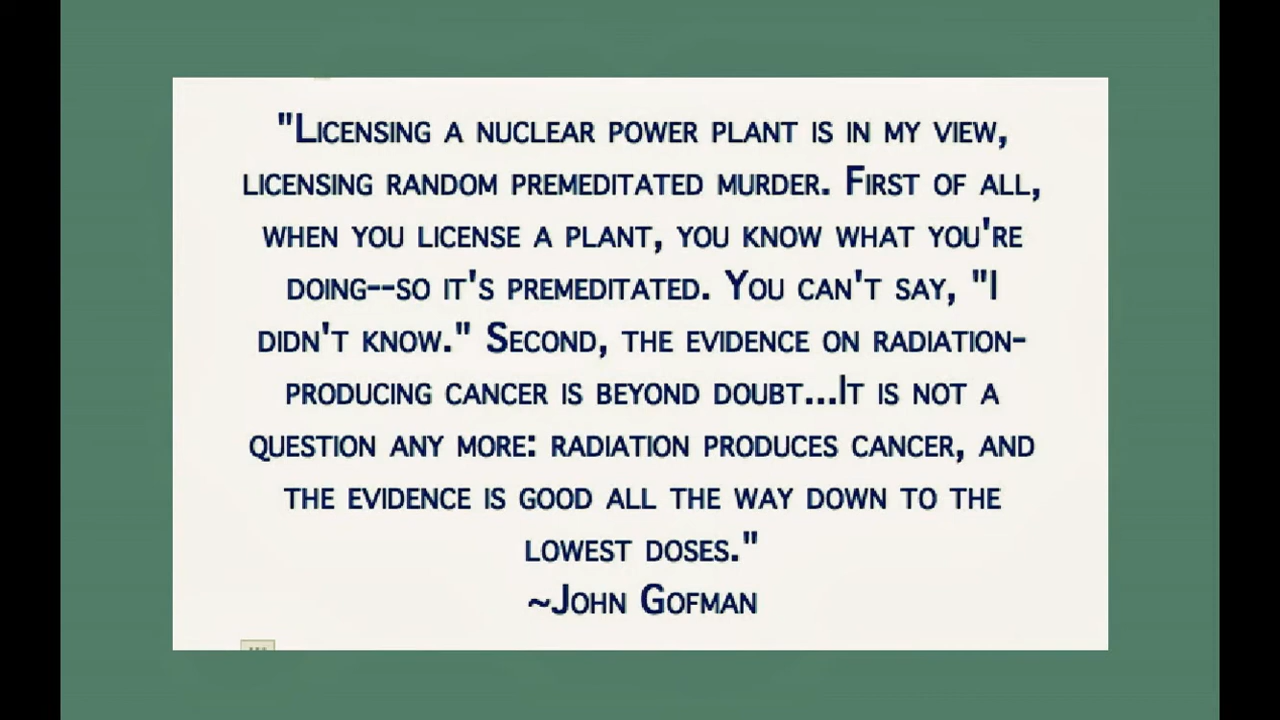 "Licensing a nuclear power plant is in my view,
licensing random premeditated murder. First of all,
when you license a plant, you know what you're
doing--so it's premeditated. You can't say, "I
didn't know." Second, the evidence on radiation-
producing cancer is beyond doubt...It is not a
question any more: radiation produces cancer, and
the evidence is good all the way down to the
lowest doses."
~John Gofman